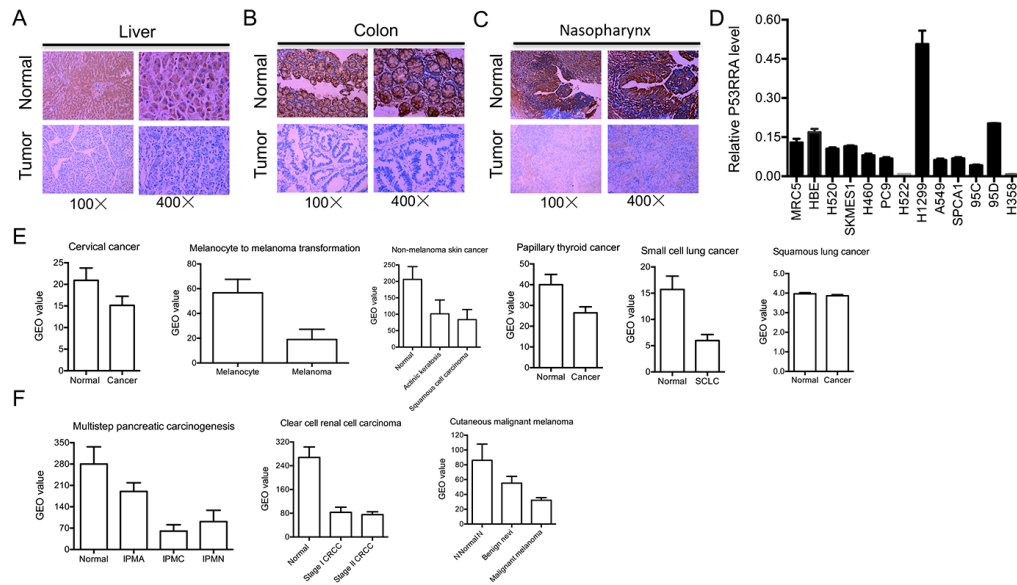 A
Liver
Normal
Tumor
100×
400×
B
Colon
Normal
Tumor
100×
400×
C
Nasopharynx
Normal
Tumor
100×
400×
D
Relative P53RRA level
0.60
0.45
0.30
0.15
0.00
MRC5
HBE
H520
SKMES1
H460
PC9
H522
H1299
A549
SPCA1
95C
95D
H358
E
Cervical cancer
GEO value
25
20
15
10
5
0
Normal
Cancer
Melanocyte to melanoma transformation
GEO value
80
60
40
20
0
Melanocyte
Melanoma
Non-melanoma skin cancer
GEO value
250
200
150
100
50
0
Normal
Actinic keralosis
Squamous cell carcinoma
Papillary thyroid cancer
GEO value
50
40
30
20
10
0
Normal
Cancer
Small cell lung cancer
GEO value
20
15
10
5
0
Normal
SCLC
Squamous lung cancer
GEO value
5.0
4.0
3.0
2.0
1.0
0.0
Normal
Cancer
F
Multistep pancreatic carcinogenesis
GEO value
350
280
210
140
70
0
Normal
IPMA
IPMC
IPMN
Clear cell renal cell carcinoma
GEO value
320
240
160
80
0
Normal
Stage I CRCC
Stage II CRCC
Cutaneous malignant melanoma
GEO value
120
100
80
60
40
20
0
N Normal N
Benign nevi
Malignant melanoma